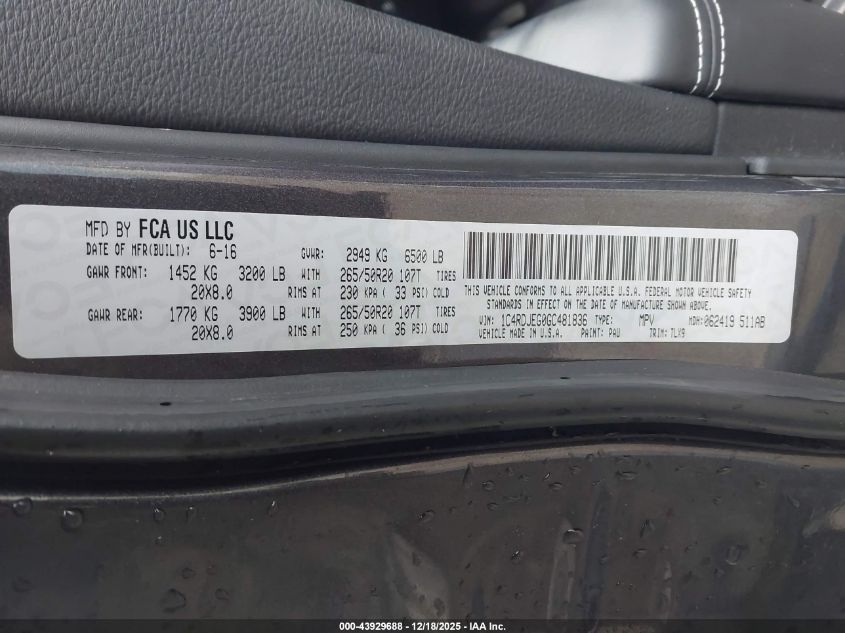 MFD BY FCA US LLC
DATE OF MFR(BUILT): 6-16 GVWR: 2949 KG 6500 LB
GAWR FRONT: 1452 KG 3200 LB WITH 265/50R20 107T TIRES
20X8.0 RIMS AT 230 KPA ( 33 PSI) COLD
GAWR REAR: 1770 KG 3900 LB WITH 265/50R20 107T TIRES
20X8.0 RIMS AT 250 KPA ( 36 PSI) COLD
THIS VEHICLE CONFORMS TO ALL APPLICABLE U.S.A. FEDERAL MOTOR VEHICLE SAFETY
STANDARDS IN EFFECT ON THE DATE OF MANUFACTURE SHOWN ABOVE.
VIN: 1C4RDJEG0GC481836 TYPE: MPV MDH:062419 511AB
VEHICLE MADE IN U.S.A. PAINT: PAU TRIM: TLX9
000-43929688 - 12/18/2025 - IAA Inc.